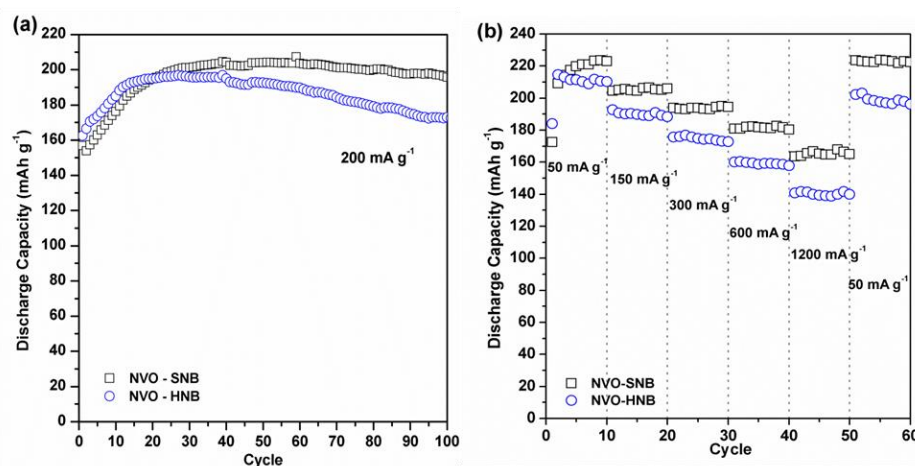 (a)
Discharge Capacity (mAh g⁻¹)
220
200
180
160
140
120
100
80
60
40
20
0
200 mA g⁻¹
NVO - SNB
NVO - HNB
0 10 20 30 40 50 60 70 80 90 100
Cycle
(b)
Discharge Capacity (mAh g⁻¹)
240
220
200
180
160
140
120
100
80
60
40
20
0
50 mA g⁻¹
150 mA g⁻¹
300 mA g⁻¹
600 mA g⁻¹
1200 mA g⁻¹
50 mA g⁻¹
NVO-SNB
NVO-HNB
0 10 20 30 40 50 60
Cycle